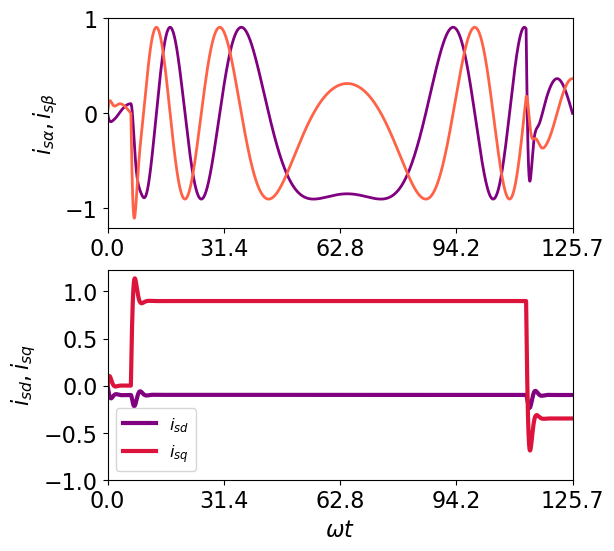 1
0
−1
i_{sα}, i_{sβ}
0.0 31.4 62.8 94.2 125.7
1.0
0.5
0.0
−0.5
−1.0
i_{sd}, i_{sq}
i_{sd}
i_{sq}
0.0 31.4 62.8 94.2 125.7
ωt